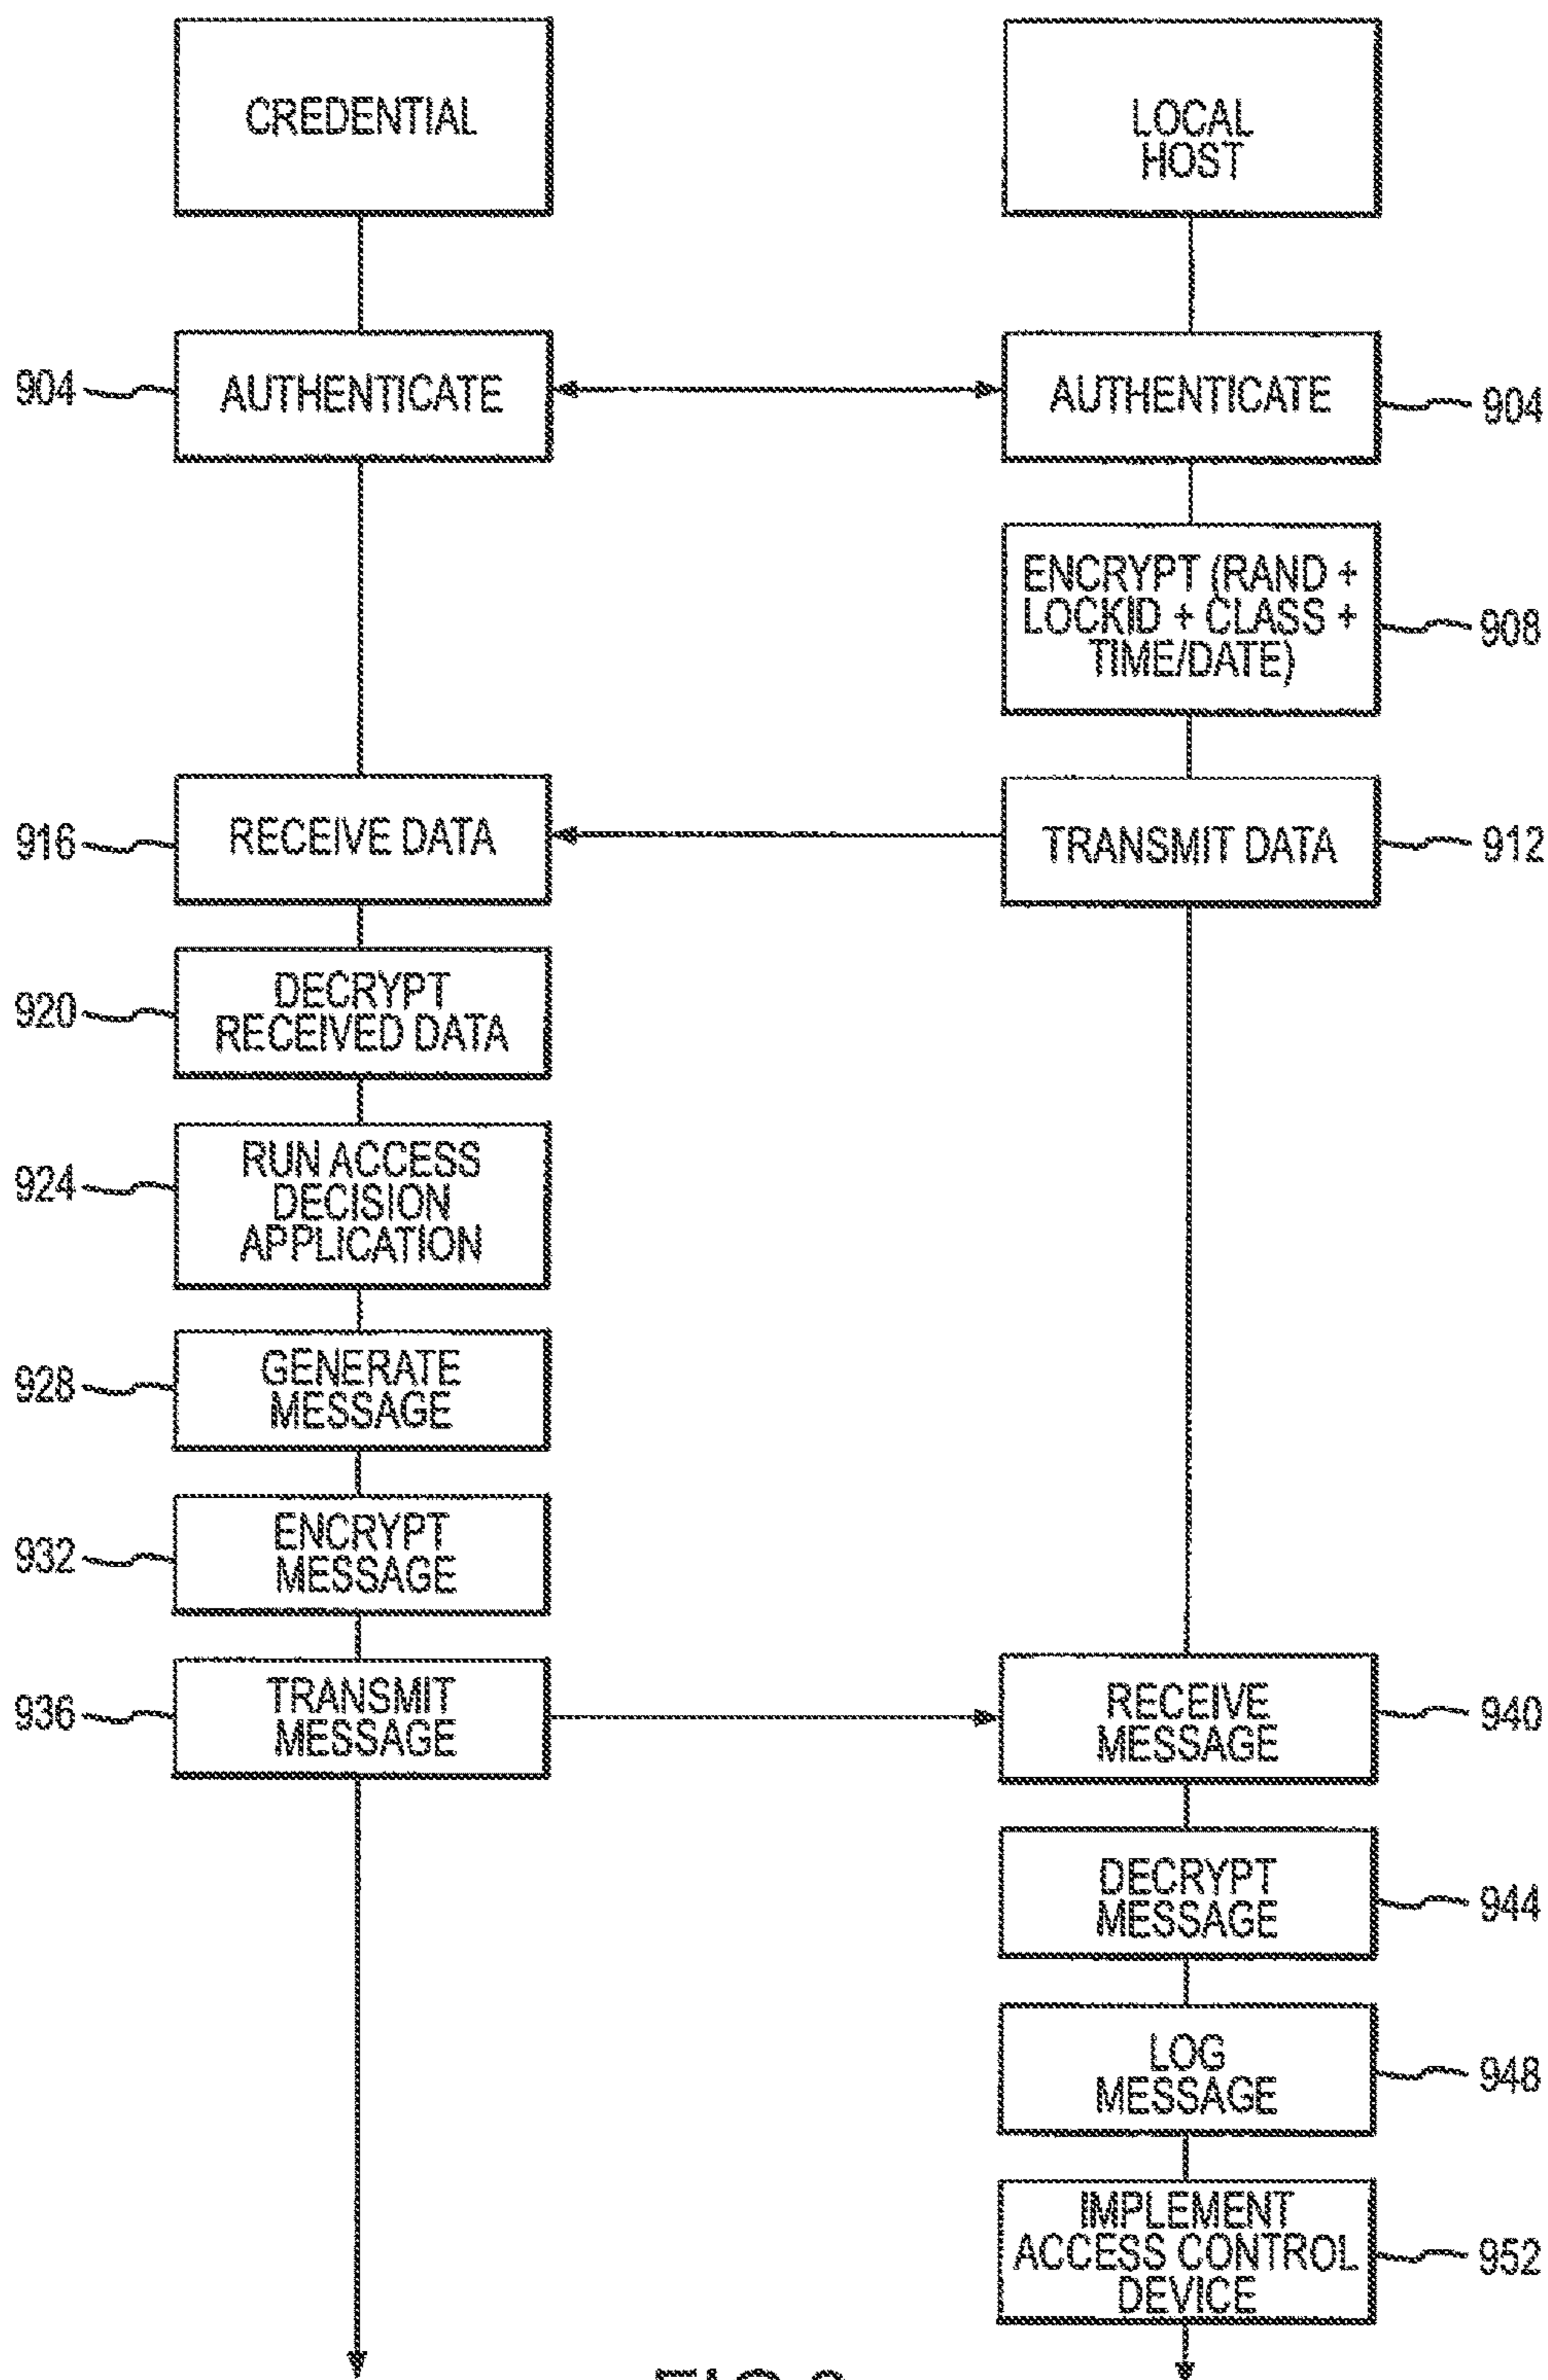 CREDENTIAL
LOCAL
HOST
904
AUTHENTICATE
AUTHENTICATE
904
ENCRYPT (RAND +
LOCKID + CLASS +
TIME/DATE)
908
916
RECEIVE DATA
TRANSMIT DATA
912
920
DECRYPT
RECEIVED DATA
924
RUN ACCESS
DECISION
APPLICATION
928
GENERATE
MESSAGE
932
ENCRYPT
MESSAGE
936
TRANSMIT
MESSAGE
RECEIVE
MESSAGE
940
DECRYPT
MESSAGE
944
LOG
MESSAGE
948
IMPLEMENT
ACCESS CONTROL
DEVICE
952